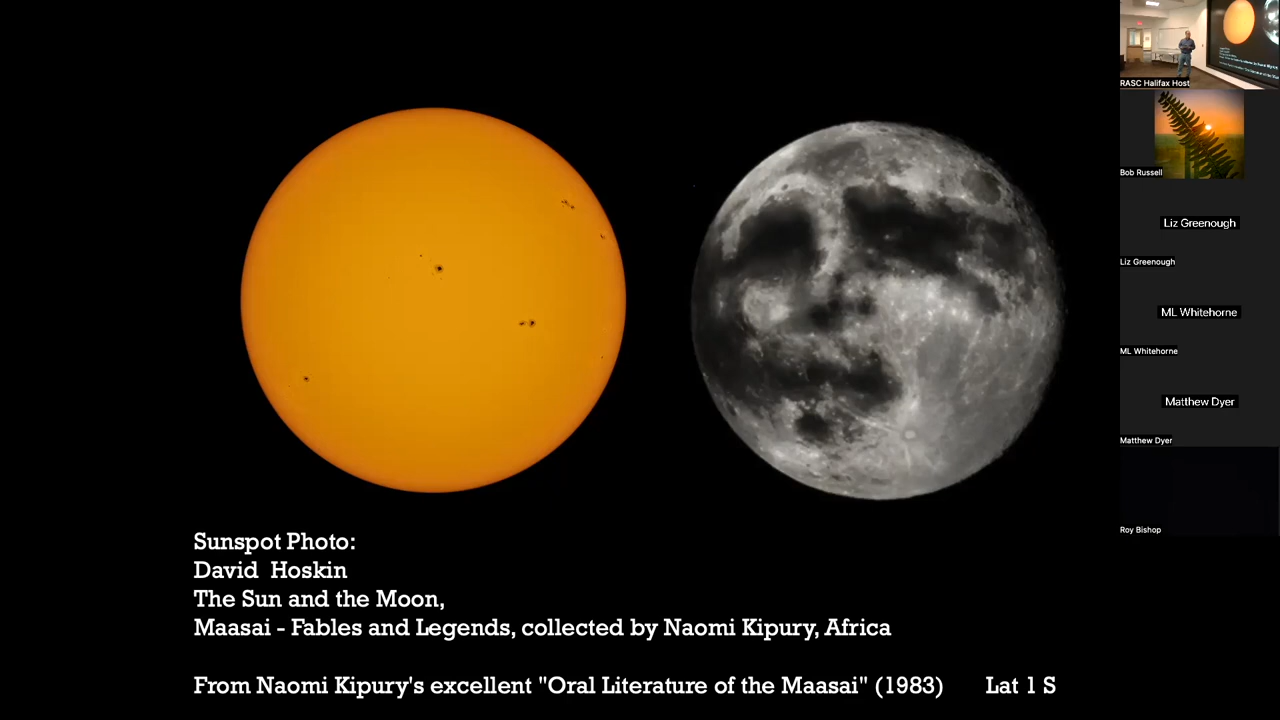 Sunspot Photo:
David Hoskin
The Sun and the Moon,
Maasai - Fables and Legends, collected by Naomi Kipury, Africa
From Naomi Kipury's excellent "Oral Literature of the Maasai" (1983) Lat 1 S
RASC Halifax Host
Bob Russell
Liz Greenough
Liz Greenough
ML Whitehorne
ML Whitehorne
Matthew Dyer
Matthew Dyer
Roy Bishop